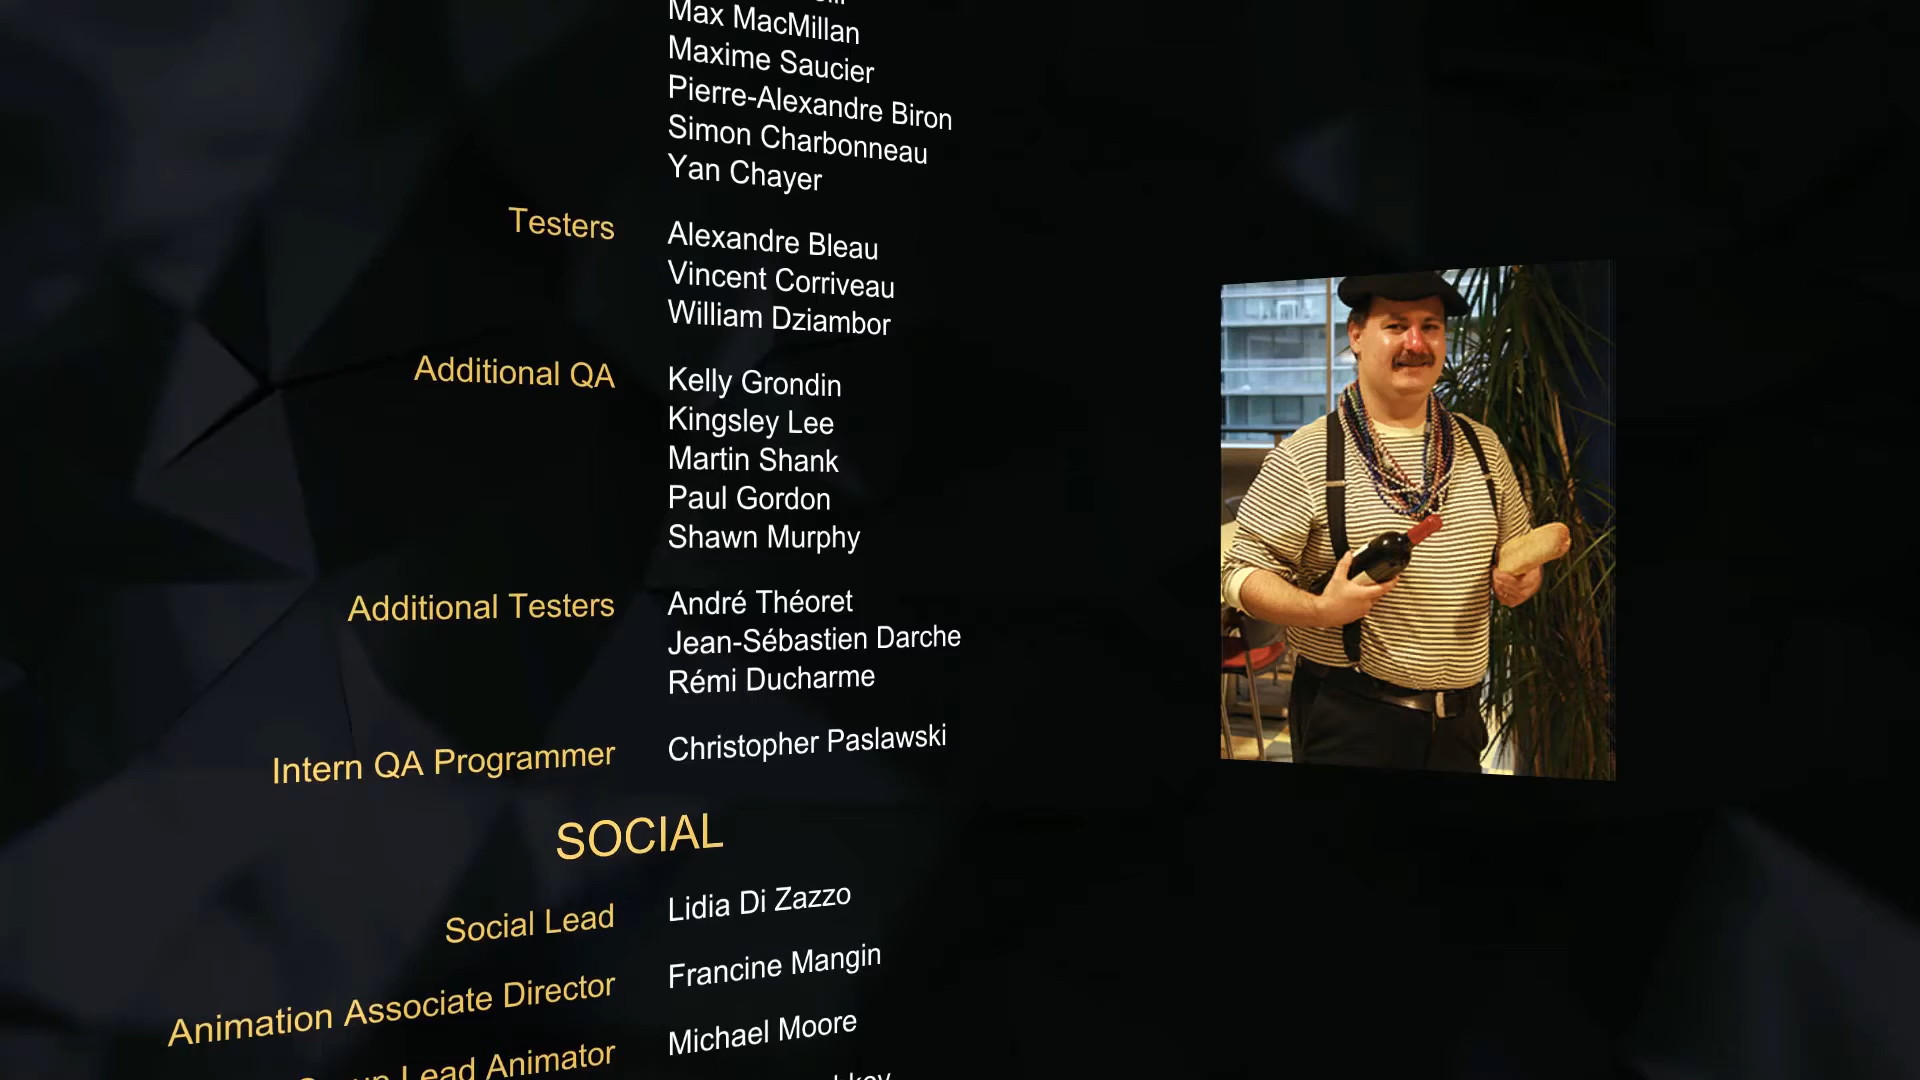 Max MacMillan
Maxime Saucier
Pierre-Alexandre Biron
Simon Charbonneau
Yan Chayer
Testers Alexandre Bleau
Vincent Corriveau
William Dziambor
Additional QA Kelly Grondin
Kingsley Lee
Martin Shank
Paul Gordon
Shawn Murphy
Additional Testers André Théoret
Jean-Sébastien Darche
Rémi Ducharme
Intern QA Programmer Christopher Paslawski
SOCIAL
Social Lead Lidia Di Zazzo
Animation Associate Director Francine Mangin
Lead Animator Michael Moore